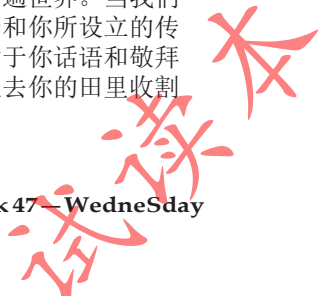 遍世界。当我们
和你所设立的传
于你话语和敬拜
去你的田里收割
k 47—WedneSday
试读本